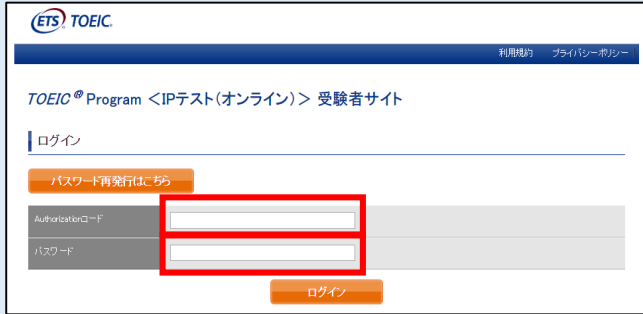 ETS TOEIC.
利用規約 プライバシーポリシー
TOEIC® Program ＜IPテスト（オンライン）＞ 受験者サイト
ログイン
パスワード再発行はこちら
Authorizationコード
パスワード
ログイン